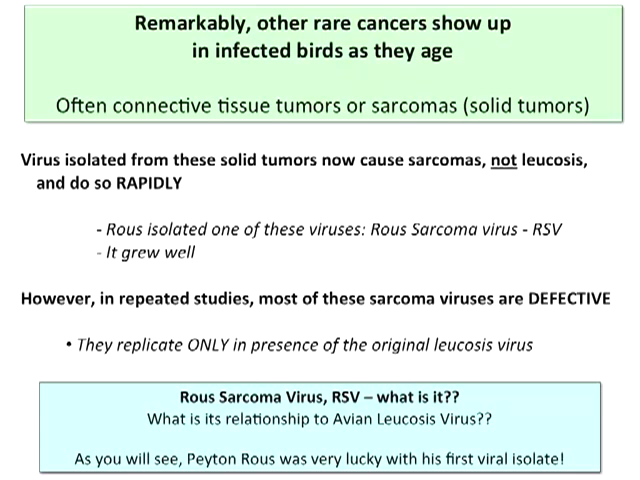 Remarkably, other rare cancers show up
in infected birds as they age
Often connective tissue tumors or sarcomas (solid tumors)
Virus isolated from these solid tumors now cause sarcomas, not leucosis,
and do so RAPIDLY
- Rous isolated one of these viruses: Rous Sarcoma virus - RSV
- It grew well
However, in repeated studies, most of these sarcoma viruses are DEFECTIVE
• They replicate ONLY in presence of the original leucosis virus
Rous Sarcoma Virus, RSV – what is it??
What is its relationship to Avian Leucosis Virus??
As you will see, Peyton Rous was very lucky with his first viral isolate!